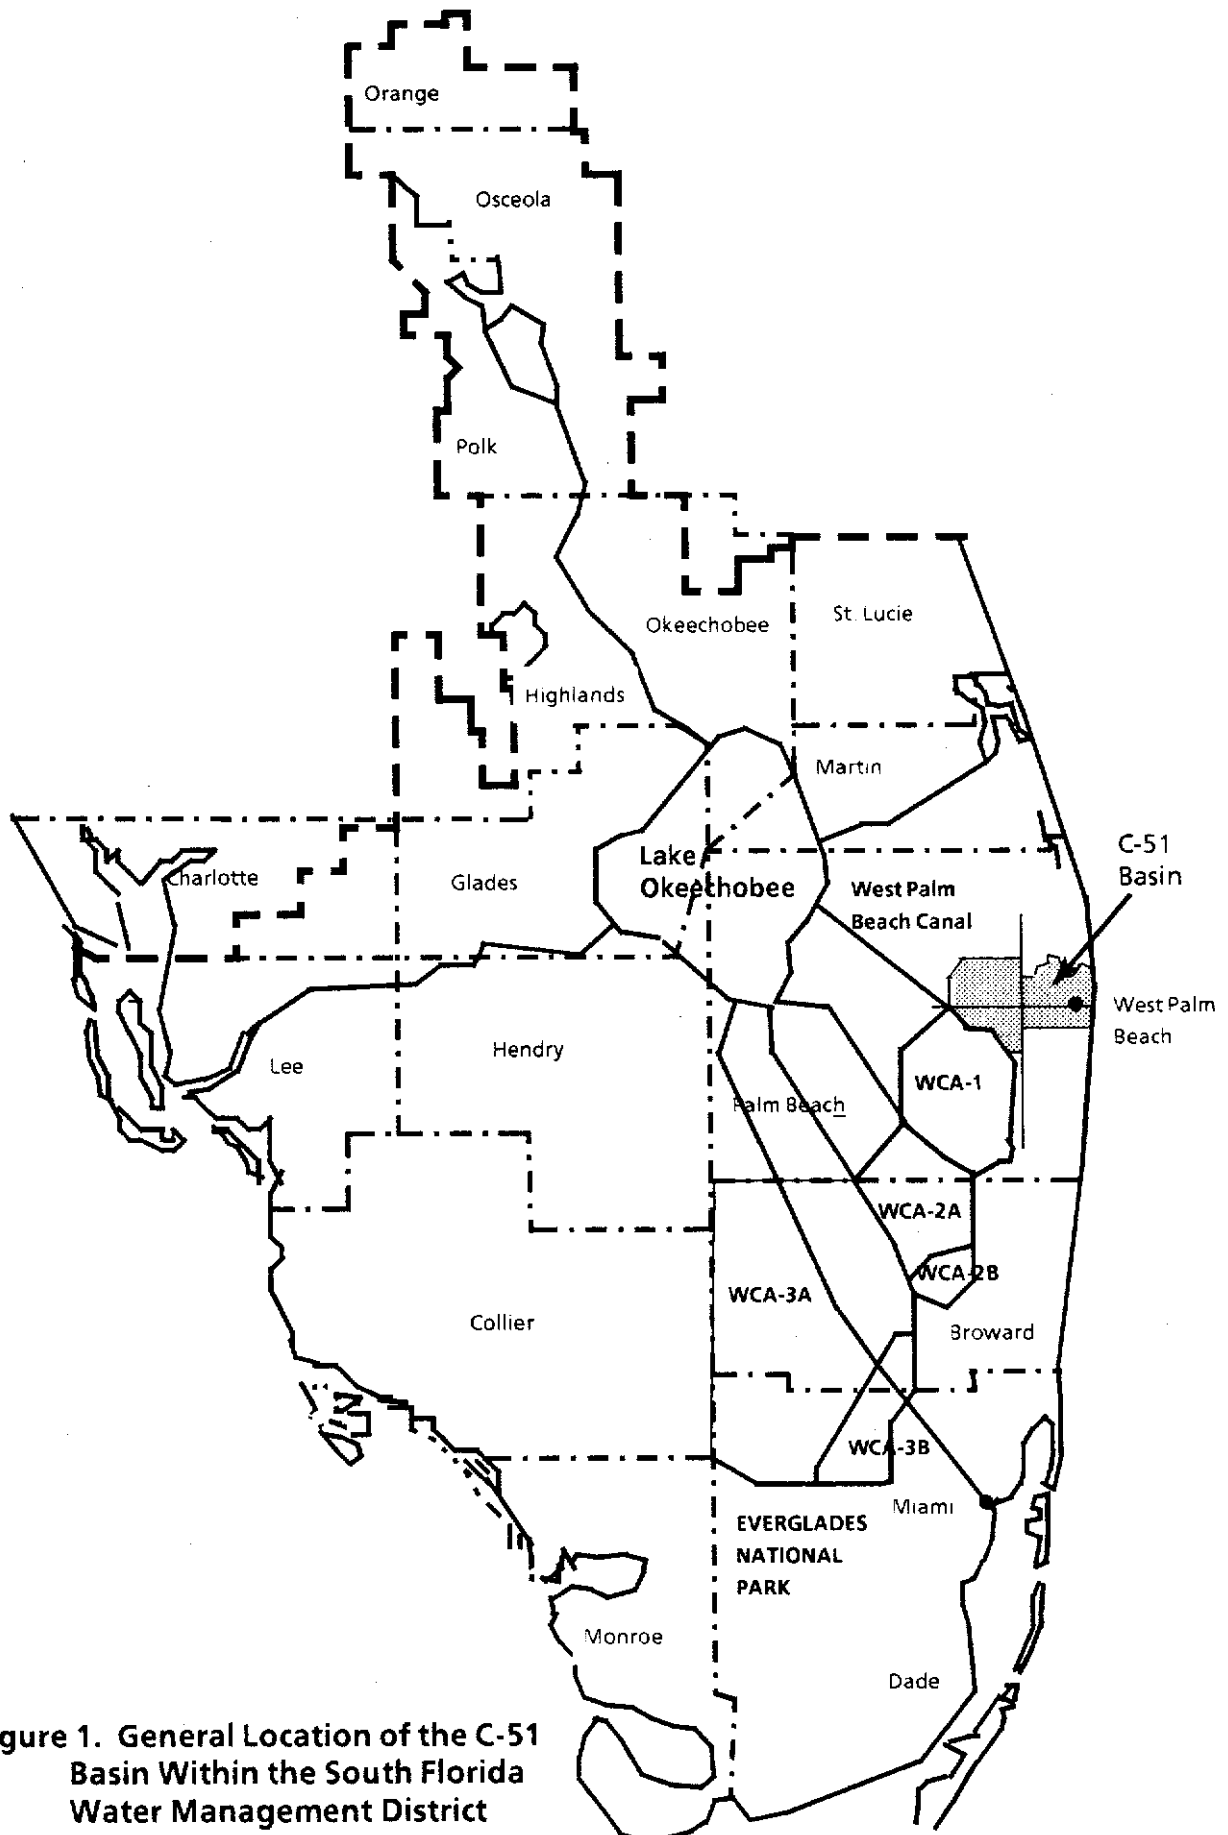 Orange
Osceola
Polk
Okeechobee
St. Lucie
Highlands
Martin
Charlotte
Glades
Lake
Okeechobee
West Palm
Beach Canal
C-51
Basin
West Palm
Beach
Lee
Hendry
Palm Beach
WCA-1
WCA-2A
WCA-2B
WCA-3A
Collier
Broward
WCA-3B
Miami
EVERGLADES
NATIONAL
PARK
Monroe
Dade
gure 1. General Location of the C-51
Basin Within the South Florida
Water Management District